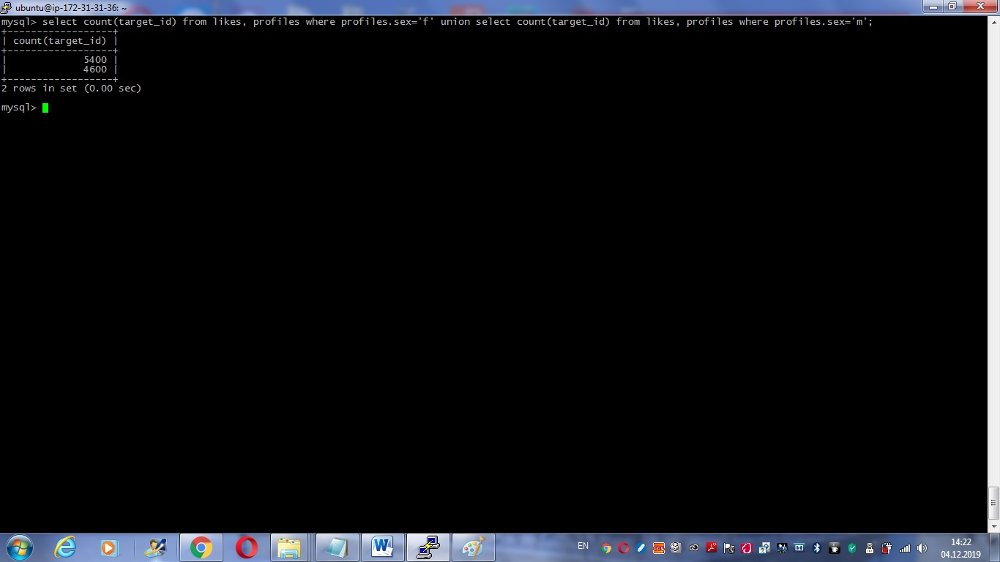 ubuntu@ip-172-31-31-36: ~
mysql> select count(target_id) from likes, profiles where profiles.sex='f' union select count(target_id) from likes, profiles where profiles.sex='m';
+------------------+
| count(target_id) |
+------------------+
|             5400 |
|             4600 |
+------------------+
2 rows in set (0.00 sec)
mysql>
EN
14:22
04.12.2019